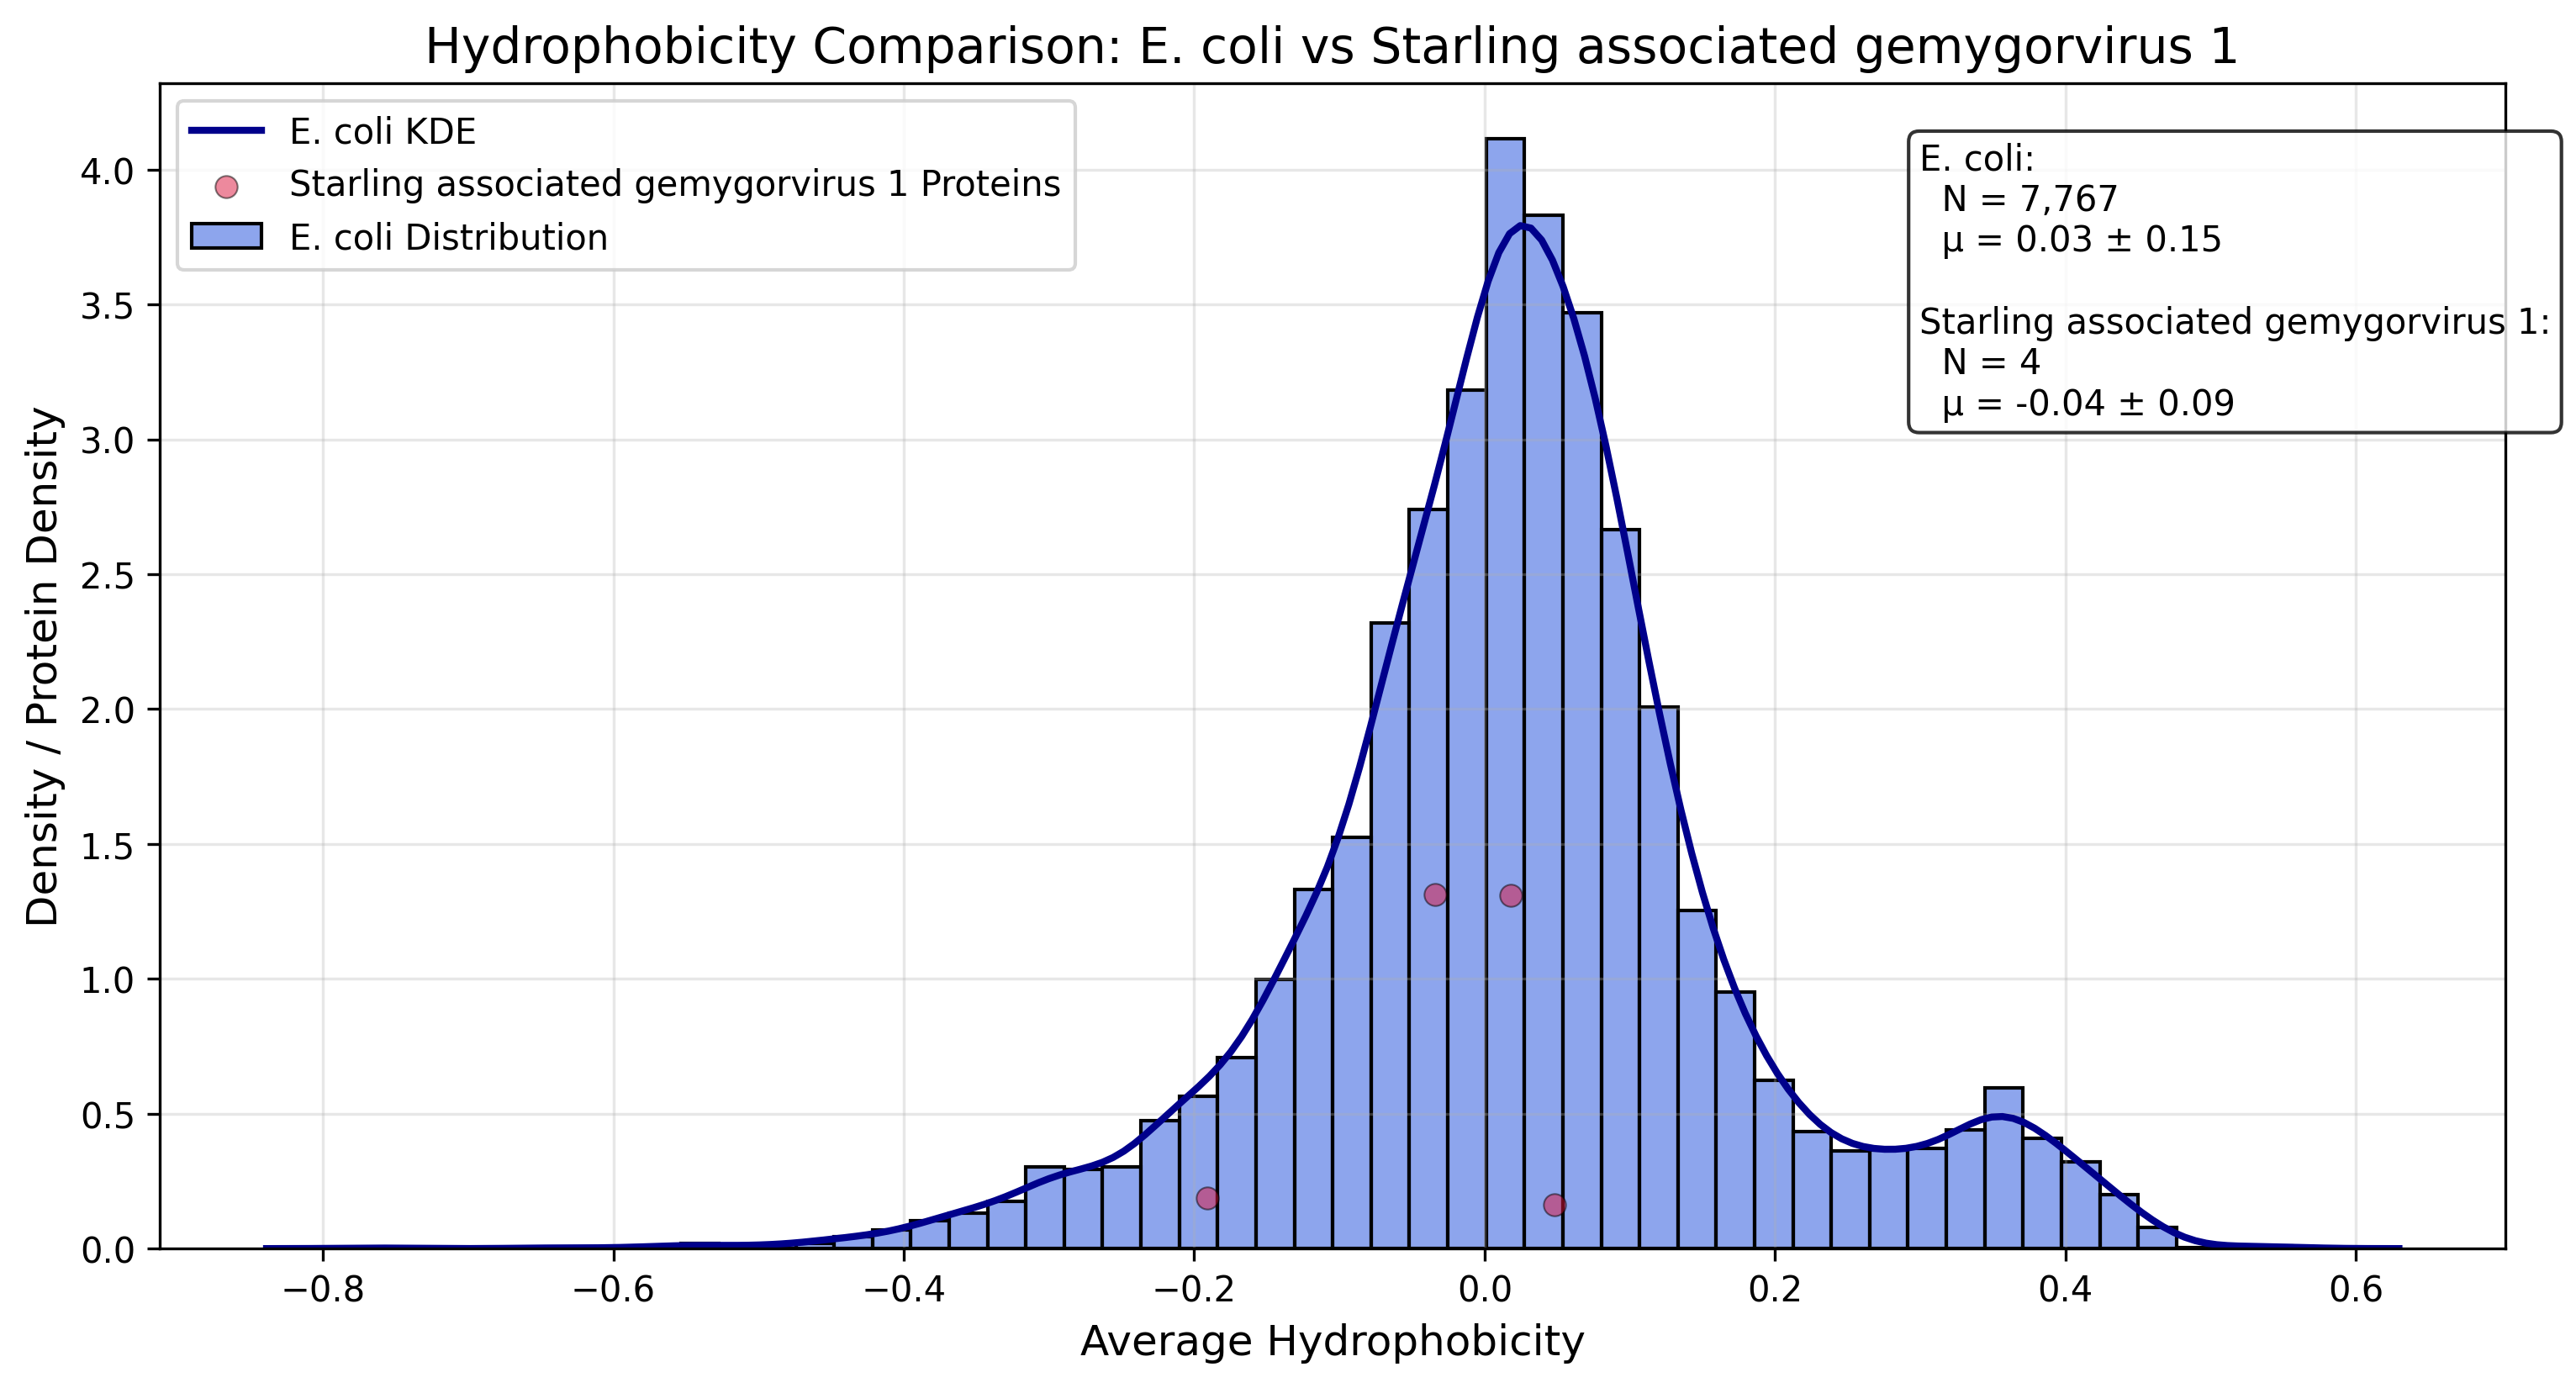 Hydrophobicity Comparison: E. coli vs Starling associated gemygorvirus 1
E. coli KDE
Starling associated gemygorvirus 1 Proteins
E. coli Distribution
E. coli:
N = 7,767
μ = 0.03 ± 0.15
Starling associated gemygorvirus 1:
N = 4
μ = -0.04 ± 0.09
Density / Protein Density
4.0
3.5
3.0
2.5
2.0
1.5
1.0
0.5
0.0
−0.8 −0.6 −0.4 −0.2 0.0 0.2 0.4 0.6
Average Hydrophobicity